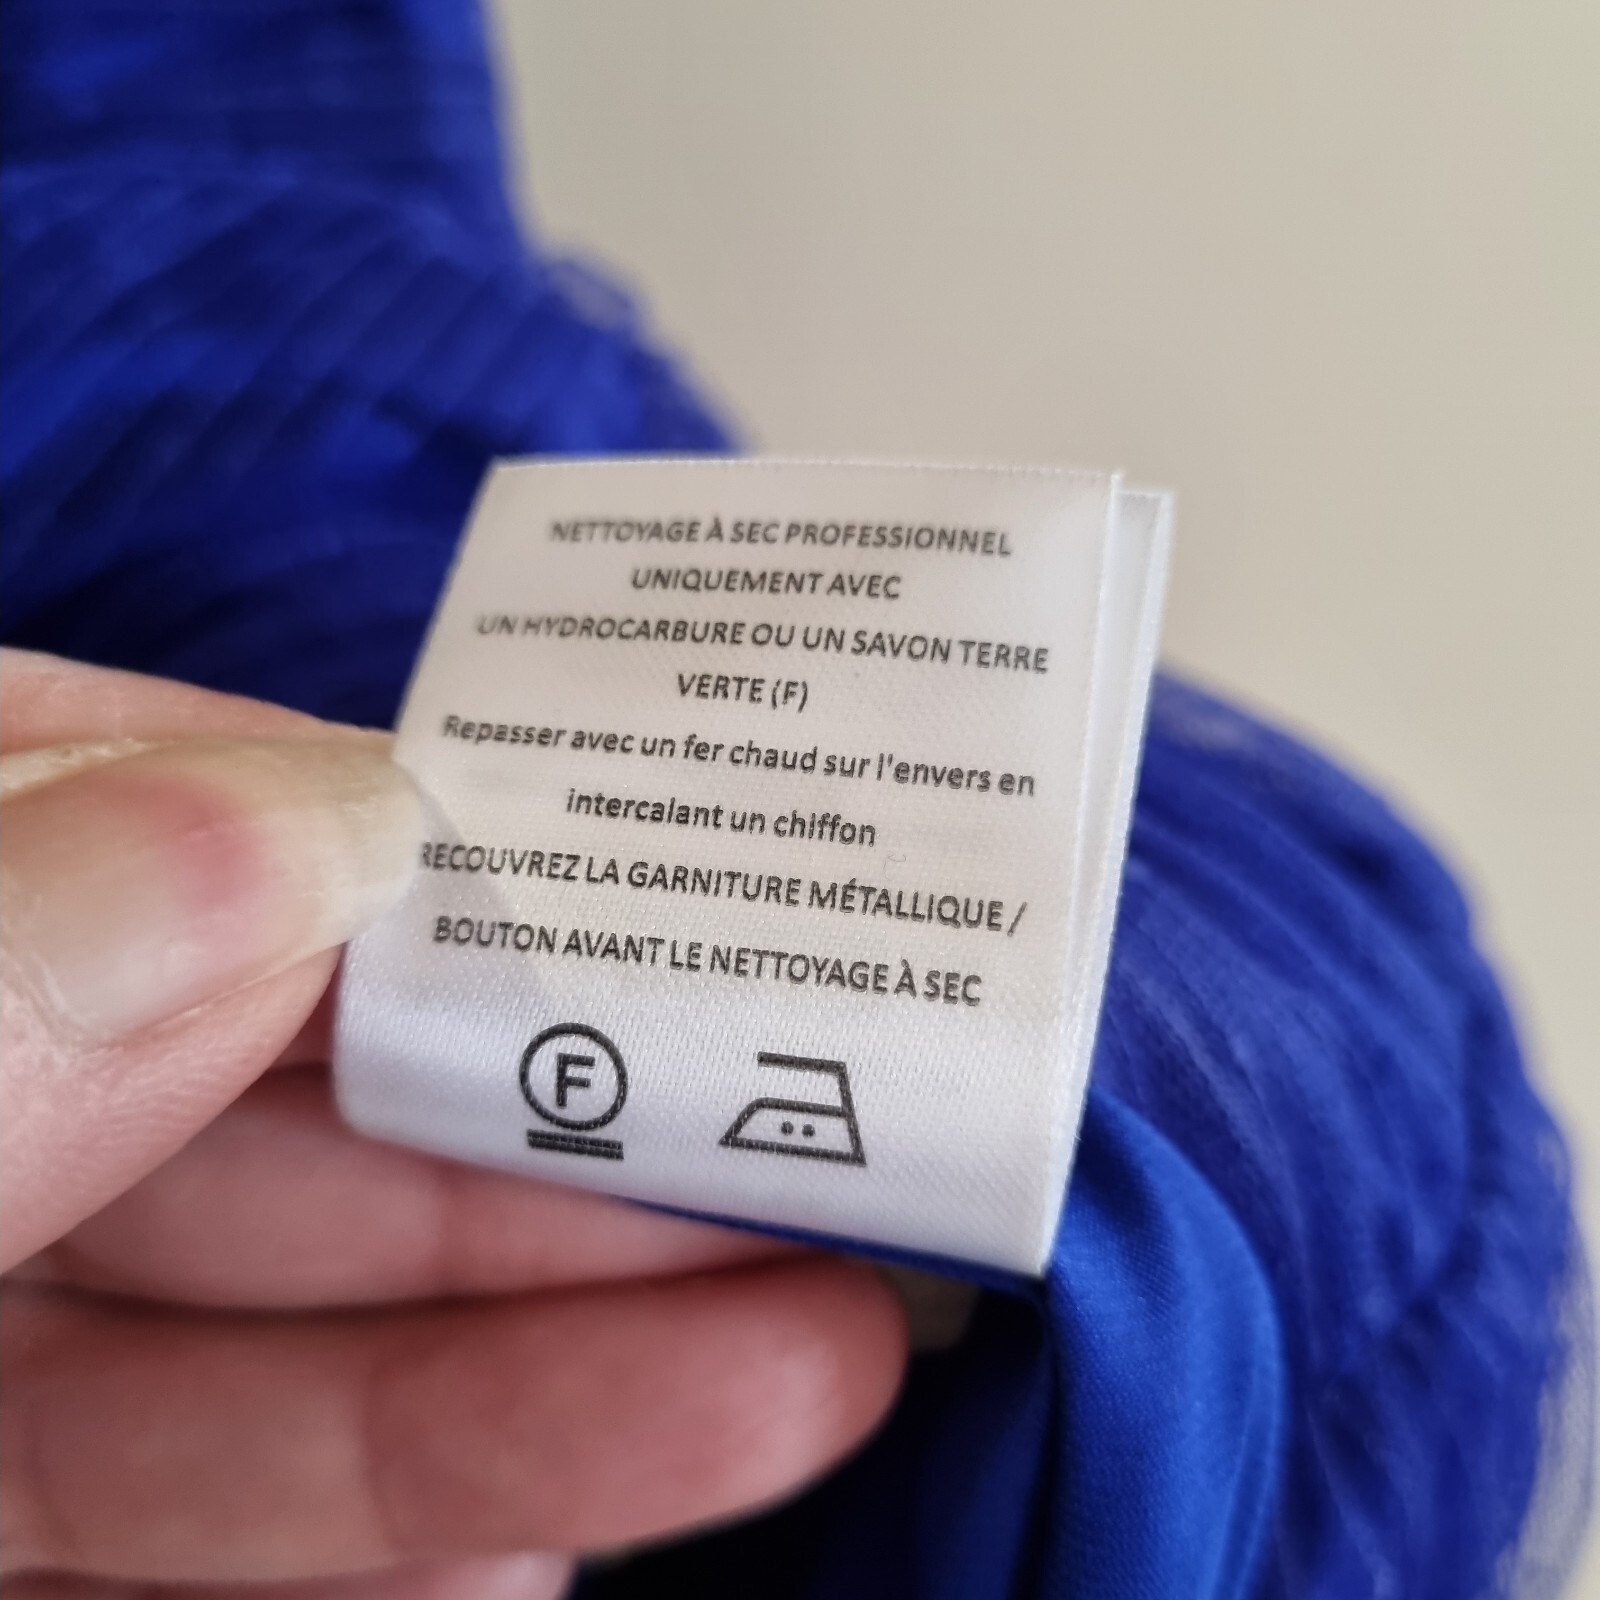 NETTOYAGE À SEC PROFESSIONNEL
UNIQUEMENT AVEC
UN HYDROCARBURE OU UN SAVON TERRE
VERTE (F)
Repasser avec un fer chaud sur l'envers en
intercalant un chiffon
RECOUVREZ LA GARNITURE MÉTALLIQUE /
BOUTON AVANT LE NETTOYAGE À SEC
F